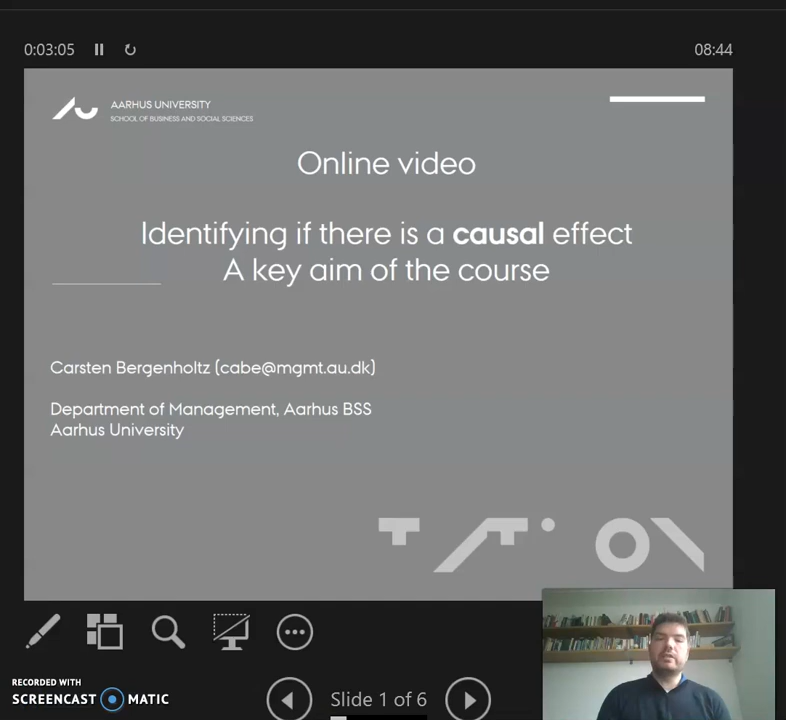 0:03:05
08:44
AARHUS UNIVERSITY
SCHOOL OF BUSINESS AND SOCIAL SCIENCES
Online video
Identifying if there is a causal effect
A key aim of the course
Carsten Bergenholtz (cabe@mgmt.au.dk)
Department of Management, Aarhus BSS
Aarhus University
RECORDED WITH
SCREENCAST MATIC
Slide 1 of 6